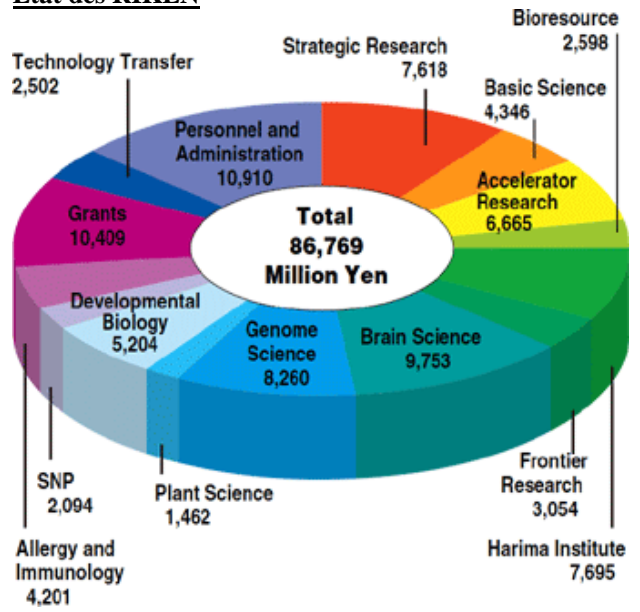 Etat des RIKEN
Bioresource
2,598
Strategic Research
7,618
Technology Transfer
2,502
Basic Science
4,346
Personnel and
Administration
10,910
Accelerator
Research
6,665
Grants
10,409
Total
86,769
Million Yen
Developmental
Biology
5,204
Genome
Science
8,260
Brain Science
9,753
SNP
2,094
Plant Science
1,462
Frontier
Research
3,054
Allergy and
Immunology
4,201
Harima Institute
7,695